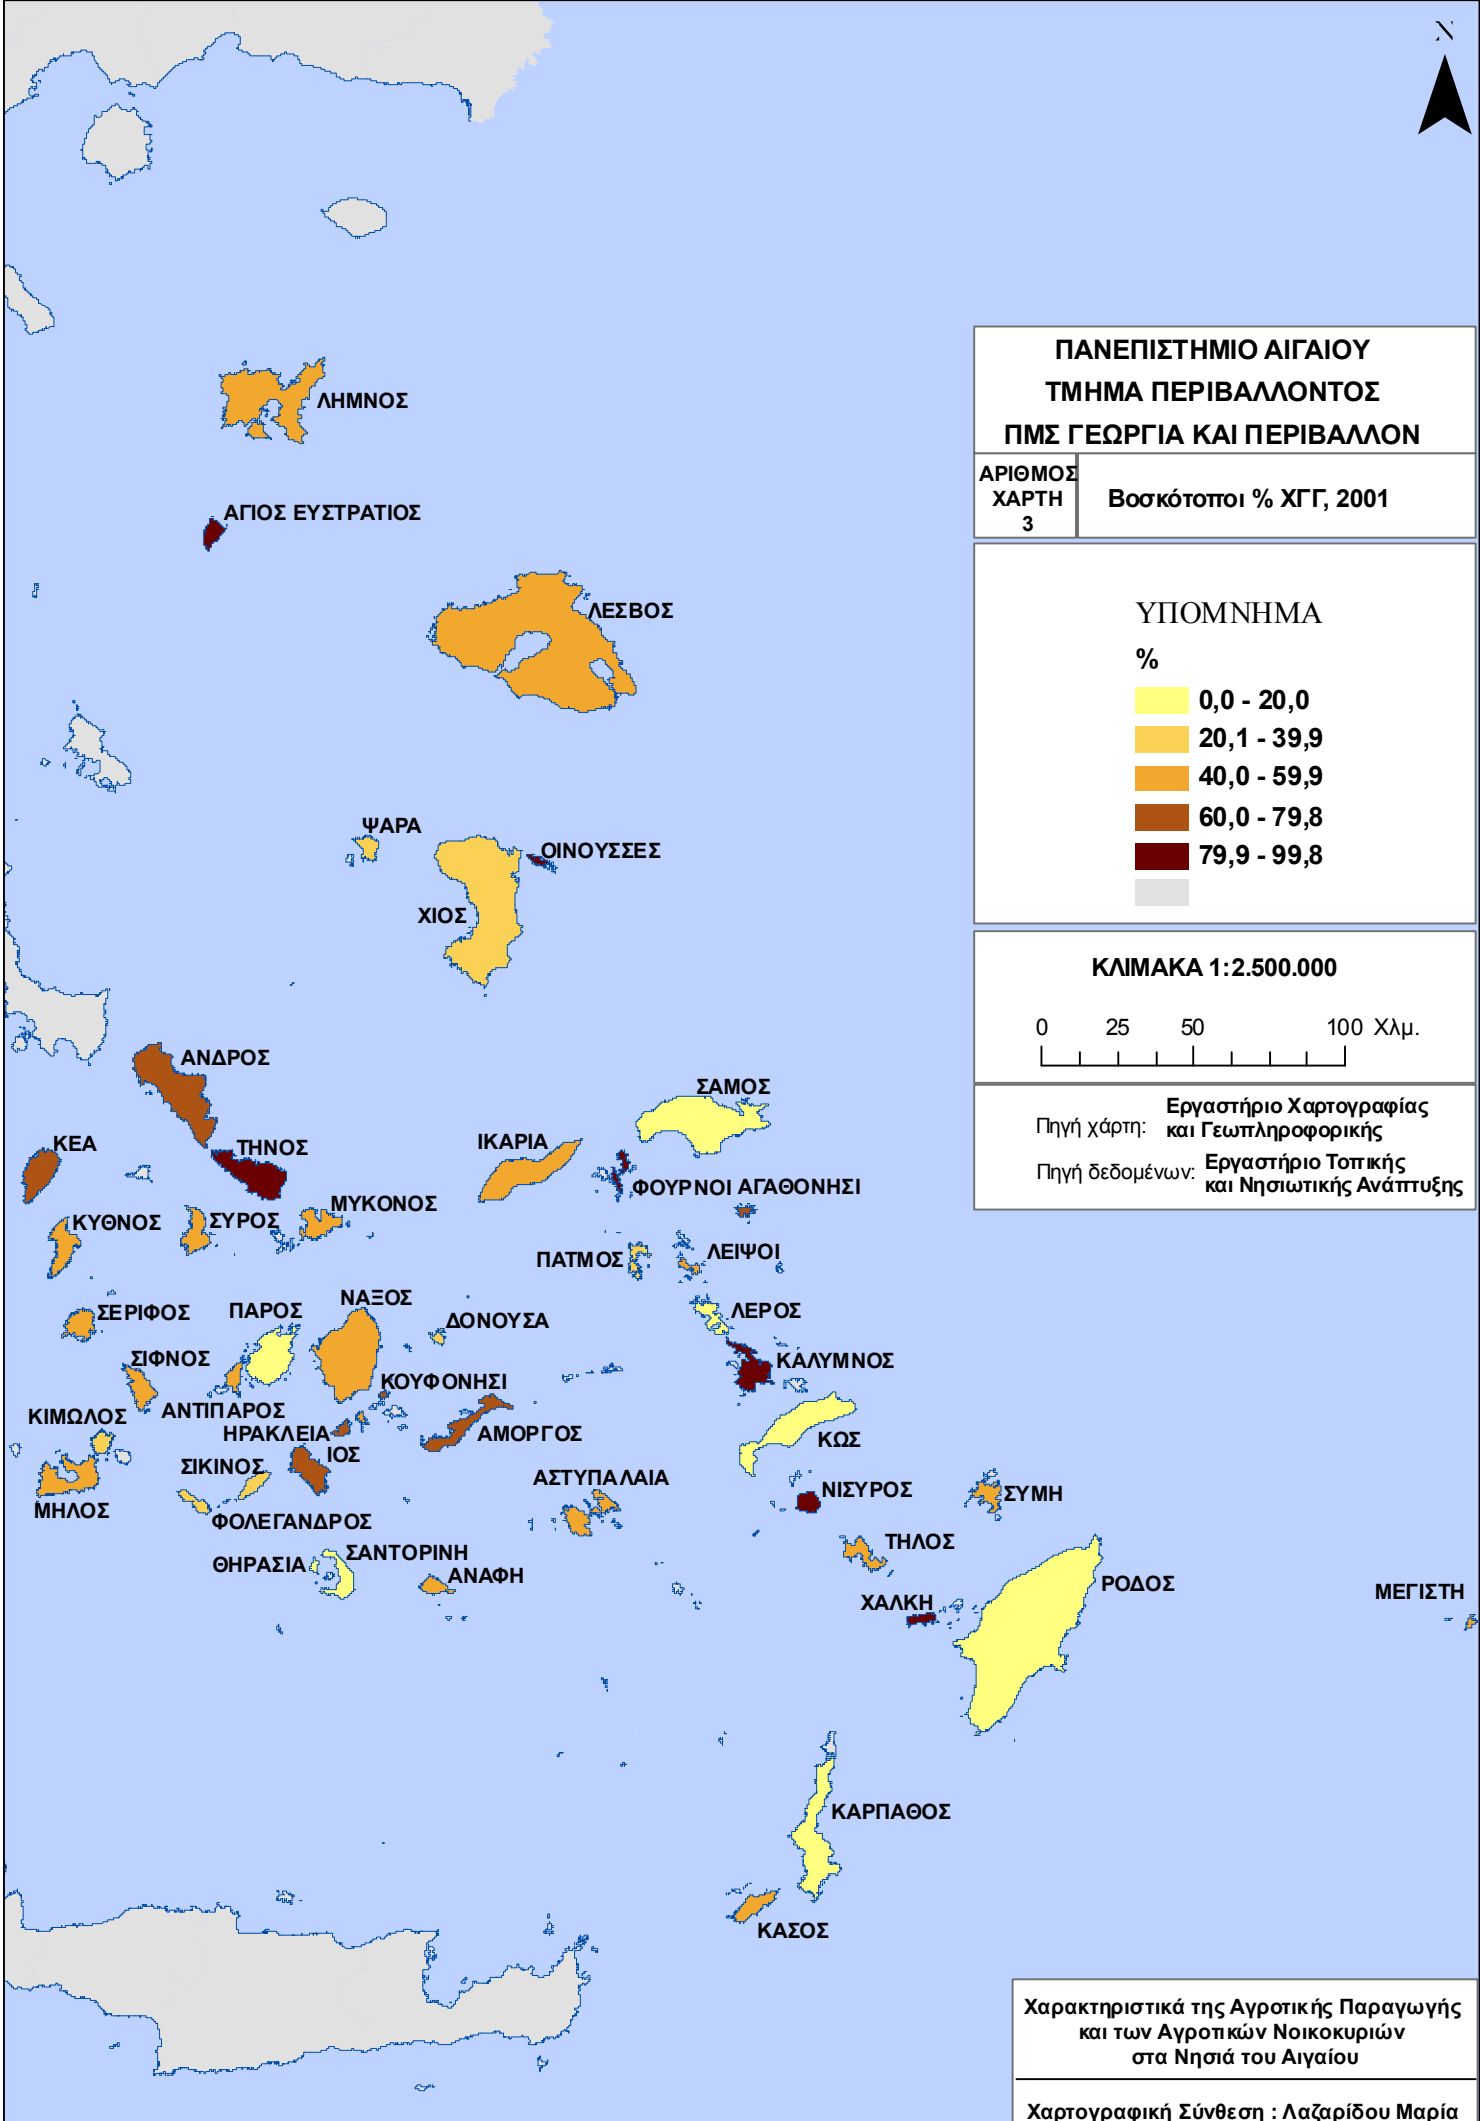 N
ΠΑΝΕΠΙΣΤΗΜΙΟ ΑΙΓΑΙΟΥ
ΤΜΗΜΑ ΠΕΡΙΒΑΛΛΟΝΤΟΣ
ΠΜΣ ΓΕΩΡΓΙΑ ΚΑΙ ΠΕΡΙΒΑΛΛΟΝ
ΑΡΙΘΜΟΣ
ΧΑΡΤΗ
3
Βοσκότοποι % ΧΓΓ, 2001
ΥΠΟΜΝΗΜΑ
%
0,0 - 20,0
20,1 - 39,9
40,0 - 59,9
60,0 - 79,8
79,9 - 99,8
ΚΛΙΜΑΚΑ 1:2.500.000
0 25 50 100 Χλμ.
Πηγή χάρτη: Εργαστήριο Χαρτογραφίας
και Γεωπληροφορικής
Πηγή δεδομένων: Εργαστήριο Τοπικής
και Νησιωτικής Ανάπτυξης
ΛΗΜΝΟΣ
ΑΓΙΟΣ ΕΥΣΤΡΑΤΙΟΣ
ΛΕΣΒΟΣ
ΨΑΡΑ
ΟΙΝΟΥΣΣΕΣ
ΧΙΟΣ
ΑΝΔΡΟΣ
ΣΑΜΟΣ
ΚΕΑ
ΤΗΝΟΣ
ΙΚΑΡΙΑ
ΦΟΥΡΝΟΙ
ΑΓΑΘΟΝΗΣΙ
ΜΥΚΟΝΟΣ
ΚΥΘΝΟΣ
ΣΥΡΟΣ
ΠΑΤΜΟΣ
ΛΕΙΨΟΙ
ΝΑΞΟΣ
ΣΕΡΙΦΟΣ
ΠΑΡΟΣ
ΔΟΝΟΥΣΑ
ΛΕΡΟΣ
ΣΙΦΝΟΣ
ΚΑΛΥΜΝΟΣ
ΚΟΥΦΟΝΗΣΙ
ΑΝΤΙΠΑΡΟΣ
ΚΙΜΩΛΟΣ
ΗΡΑΚΛΕΙΑ
ΑΜΟΡΓΟΣ
ΚΩΣ
ΙΟΣ
ΣΙΚΙΝΟΣ
ΑΣΤΥΠΑΛΑΙΑ
ΝΙΣΥΡΟΣ
ΣΥΜΗ
ΜΗΛΟΣ
ΦΟΛΕΓΑΝΔΡΟΣ
ΤΗΛΟΣ
ΣΑΝΤΟΡΙΝΗ
ΘΗΡΑΣΙΑ
ΑΝΑΦΗ
ΡΟΔΟΣ
ΜΕΓΙΣΤΗ
ΧΑΛΚΗ
ΚΑΡΠΑΘΟΣ
ΚΑΣΟΣ
Χαρακτηριστικά της Αγροτικής Παραγωγής
και των Αγροτικών Νοικοκυριών
στα Νησιά του Αιγαίου
Χαρτογραφική Σύνθεση : Λαζαρίδου Μαρία